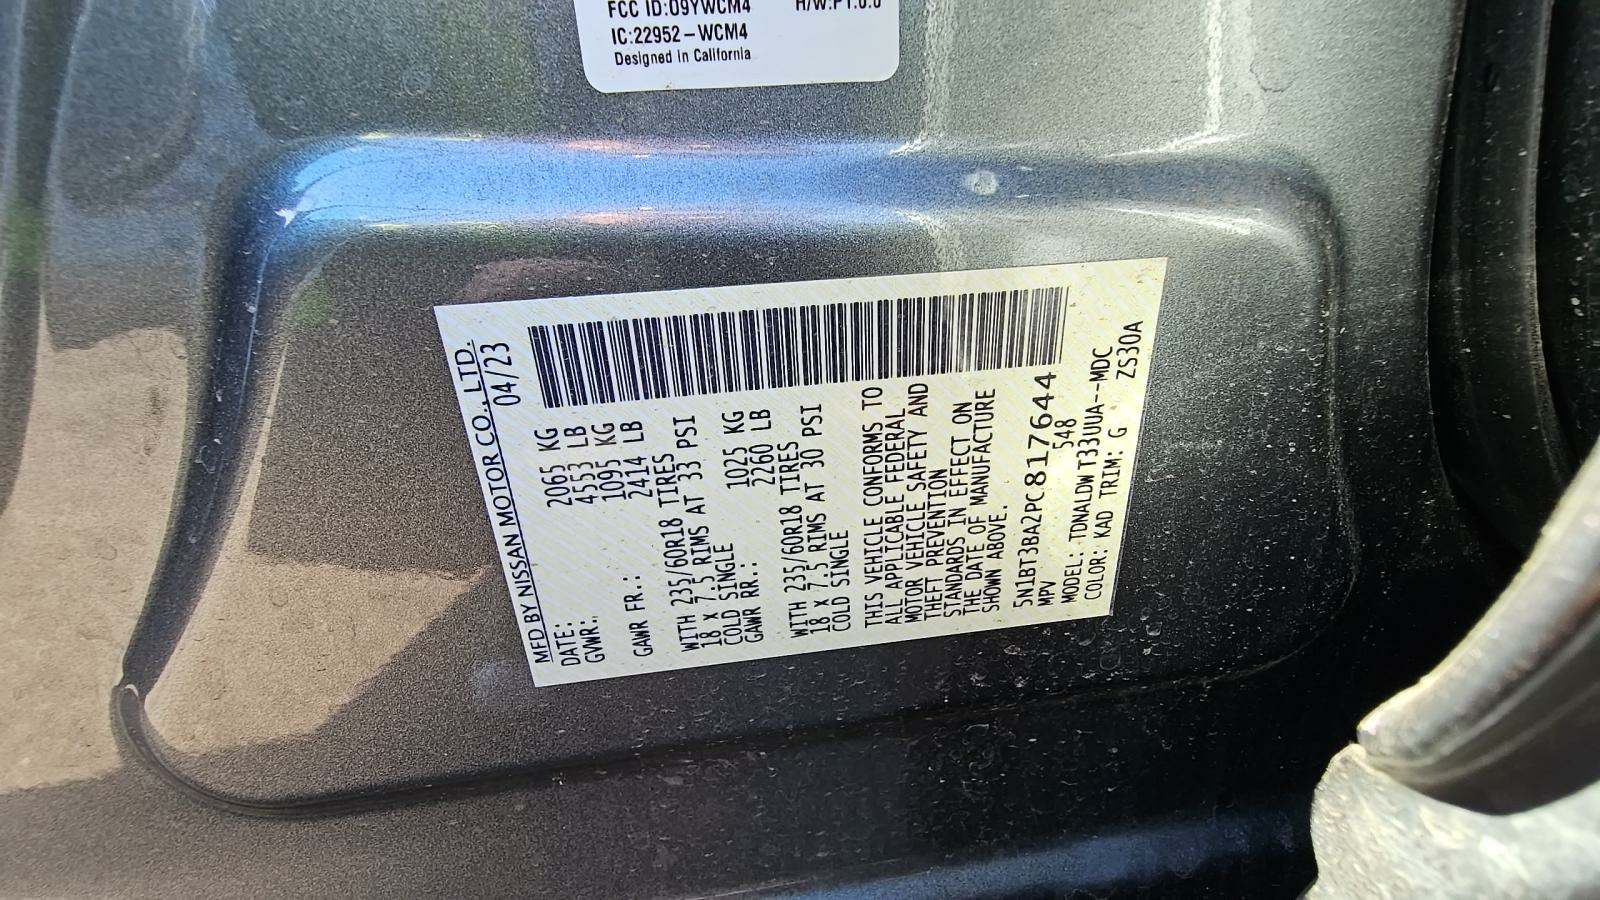 FCC ID:O9YWCM4
H/W:P1.0.0
IC:22952-WCM4
Designed in California
MFD BY NISSAN MOTOR CO., LTD.
DATE: 04/23
GVWR: 2065 KG
4553 LB
GAWR FR.: 1095 KG
2414 LB
WITH 235/60R18 TIRES
18 X 7.5 RIMS AT 33 PSI
COLD SINGLE
GAWR RR.: 1025 KG
2260 LB
WITH 235/60R18 TIRES
18 X 7.5 RIMS AT 30 PSI
COLD SINGLE
THIS VEHICLE CONFORMS TO
ALL APPLICABLE FEDERAL
MOTOR VEHICLE SAFETY AND
THEFT PREVENTION
STANDARDS IN EFFECT ON
THE DATE OF MANUFACTURE
SHOWN ABOVE.
5N1BT3BA2PC817644
MPV 548
MODEL: TDNALDWT33UUA--MDC
COLOR: KAD TRIM: G ZS30A